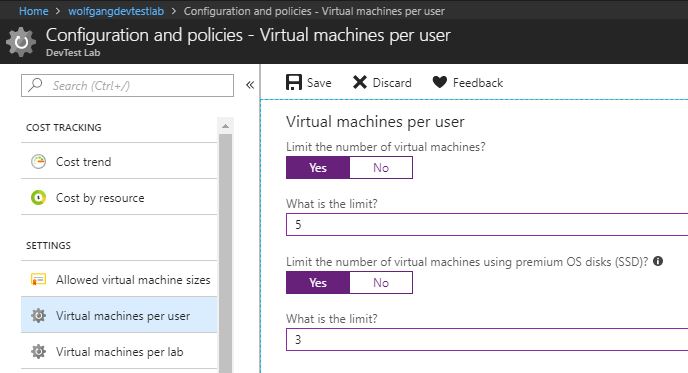 Home > wolfgangdevtestlab > Configuration and policies - Virtual machines per user
Configuration and policies - Virtual machines per user
DevTest Lab
Search (Ctrl+/)
«
Save Discard Feedback
COST TRACKING
Cost trend
Cost by resource
SETTINGS
Allowed virtual machine sizes
Virtual machines per user
Virtual machines per lab
Virtual machines per user
Limit the number of virtual machines?
Yes No
What is the limit?
5
Limit the number of virtual machines using premium OS disks (SSD)?
Yes No
What is the limit?
3